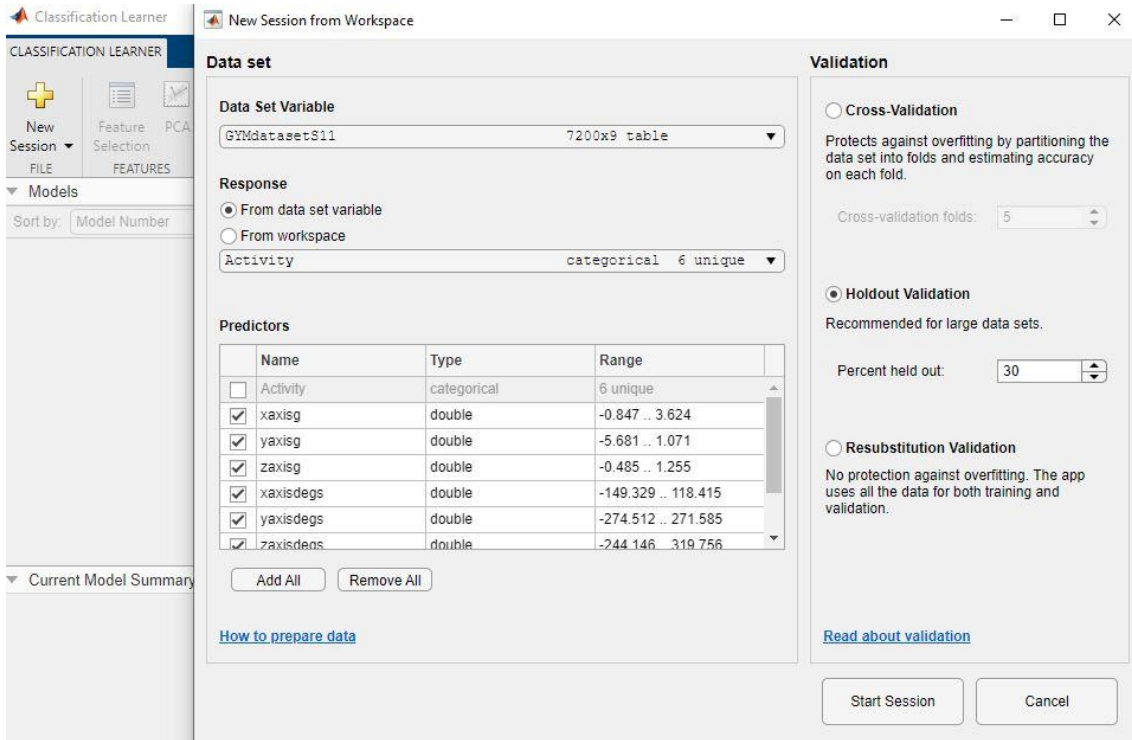 Classification Learner
CLASSIFICATION LEARNER
New Session
Feature Selection
PCA
FILE
FEATURES
Models
Sort by: Model Number
Current Model Summary
New Session from Workspace
Data set
Data Set Variable
GYMdatasetS11 7200x9 table
Response
From data set variable
From workspace
Activity categorical 6 unique
Predictors
Name Type Range
Activity categorical 6 unique
xaxisg double -0.847 .. 3.624
yaxisg double -5.681 .. 1.071
zaxisg double -0.485 .. 1.255
xaxisdegs double -149.329 .. 118.415
yaxisdegs double -274.512 .. 271.585
zaxisdegs double -244.146 .. 319.756
Add All Remove All
How to prepare data
Validation
Cross-Validation
Protects against overfitting by partitioning the
data set into folds and estimating accuracy
on each fold.
Cross-validation folds: 5
Holdout Validation
Recommended for large data sets.
Percent held out: 30
Resubstitution Validation
No protection against overfitting. The app
uses all the data for both training and
validation.
Read about validation
Start Session Cancel